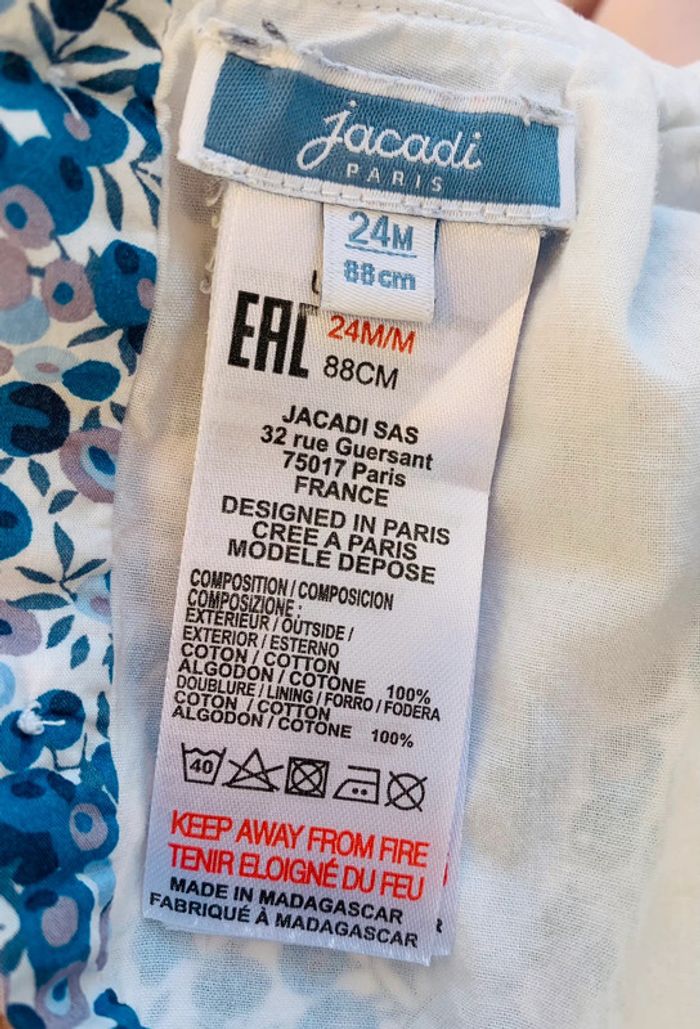 jacadi
PARIS
24M
88cm
EAC 24M/M
88CM
JACADI SAS
32 rue Guersant
75017 Paris
FRANCE
DESIGNED IN PARIS
CREE A PARIS
MODELE DEPOSE
COMPOSITION / COMPOSICION
COMPOSIZIONE :
EXTÉRIEUR / OUTSIDE /
EXTERIOR / ESTERNO
COTON / COTTON
ALGODON / COTONE 100%
DOUBLURE / LINING / FORRO / FODERA
COTON / COTTON
ALGODON / COTONE 100%
40
KEEP AWAY FROM FIRE
TENIR ELOIGNÉ DU FEU
MADE IN MADAGASCAR
FABRIQUÉ À MADAGASCAR